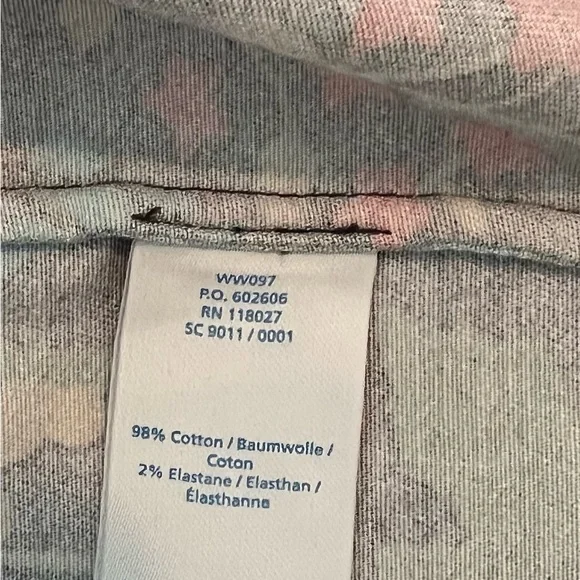 WW097
P.O. 602606
RN 118027
SC 9011 / 0001
98% Cotton / Baumwolle /
Coton
2% Elastane / Elasthan /
Élasthanne